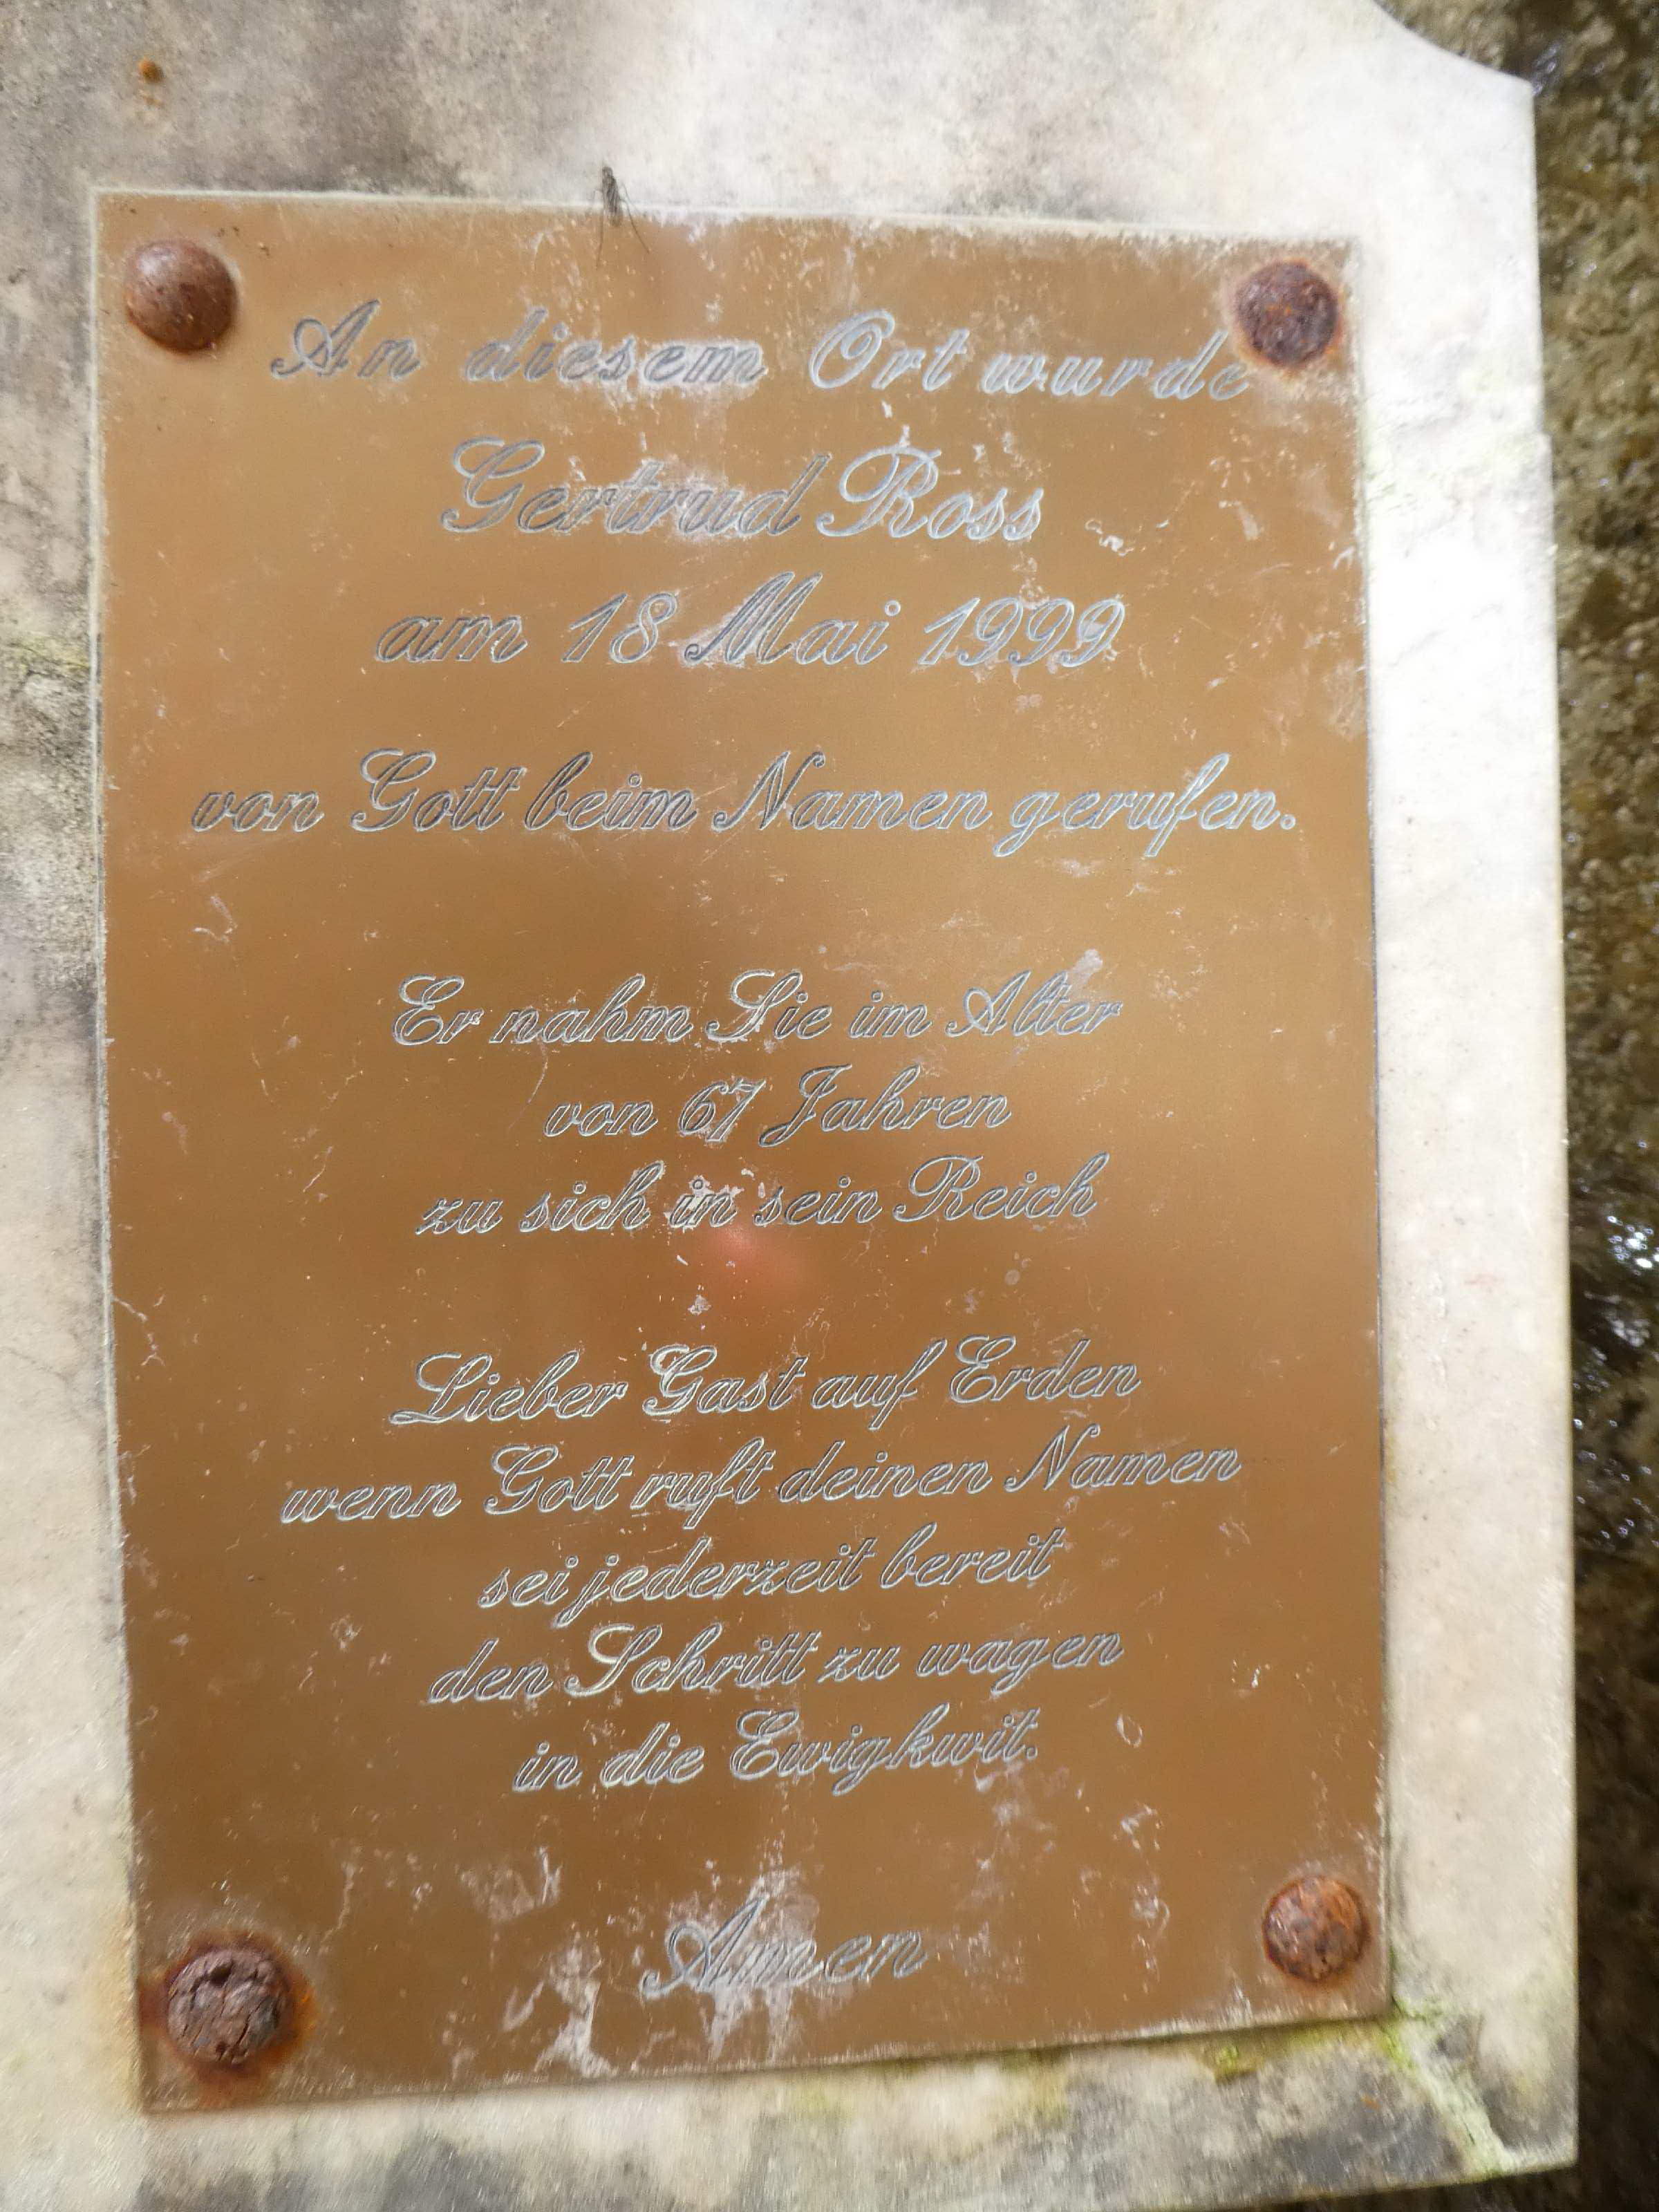 An diesem Ort wurde
Gertrud Ross
am 18 Mai 1999
von Gott beim Namen gerufen.
Er nahm Sie im Alter
von 67 Jahren
zu sich in sein Reich
Lieber Gast auf Erden
wenn Gott ruft deinen Namen
sei jederzeit bereit
den Schritt zu wagen
in die Ewigkwit.
Amen